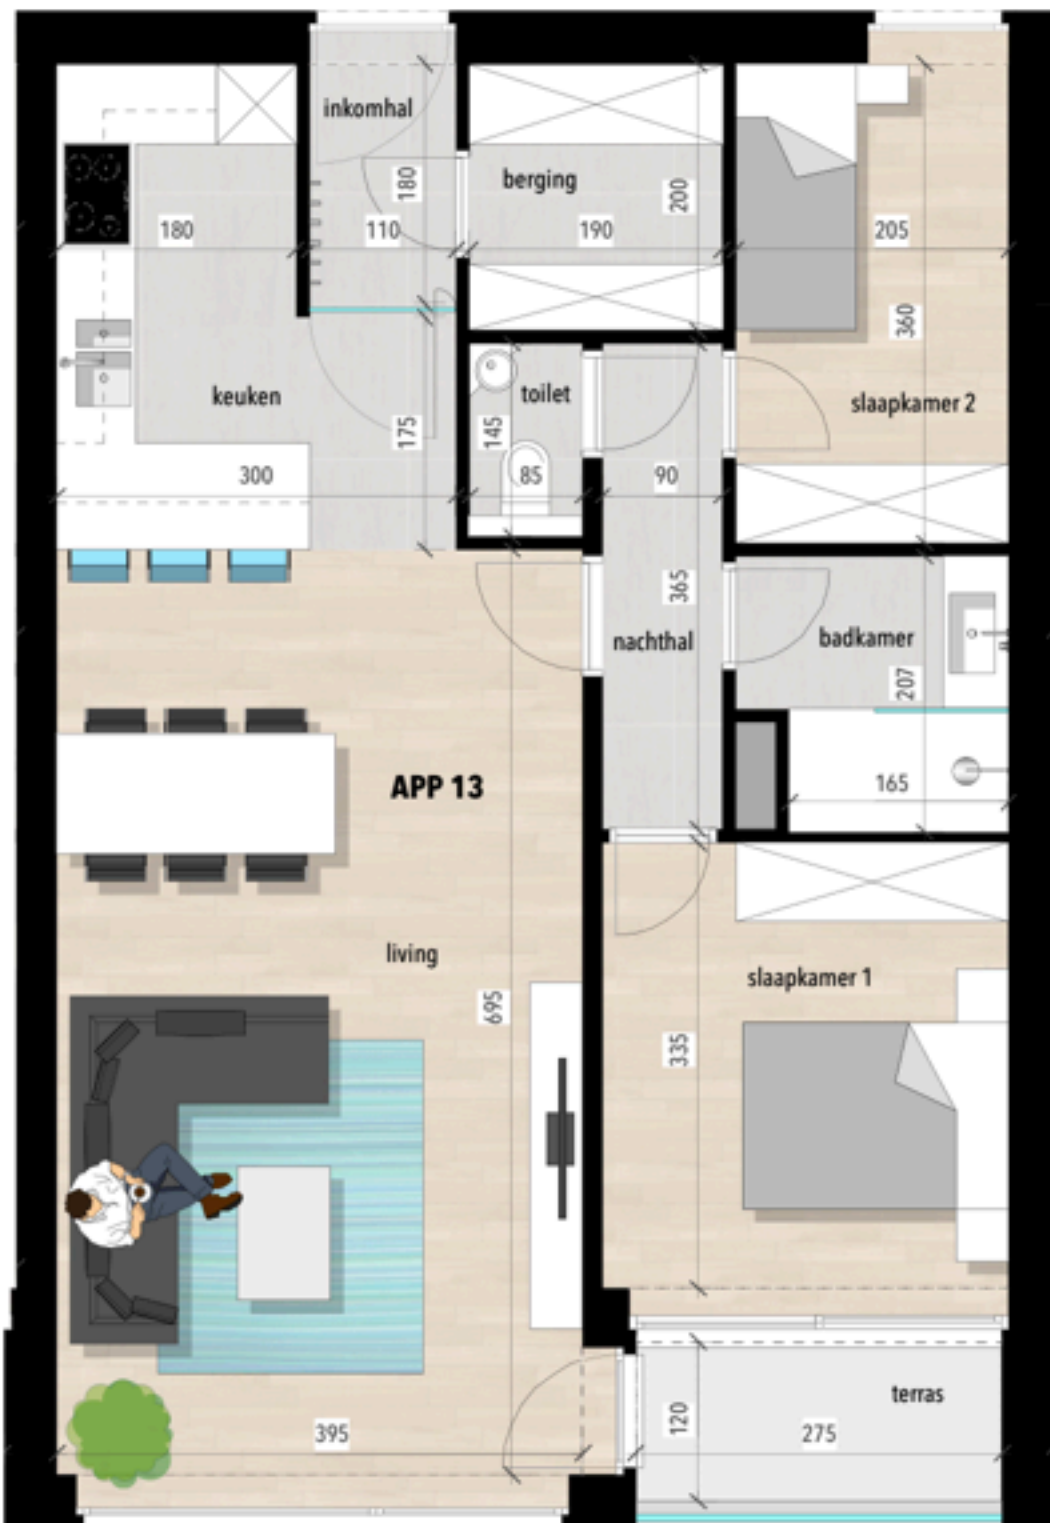 inkomhal
berging
180
200
180
110
190
205
360
keuken
toilet
slaapkamer 2
175
145
300
85
90
365
nachthal
badkamer
207
APP 13
165
living
slaapkamer 1
695
335
terras
120
395
275